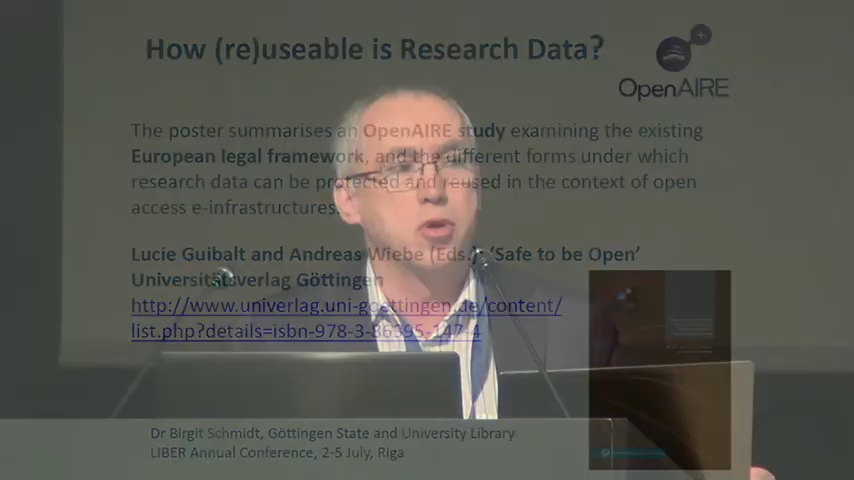 How (re)useable is Research Data?
OpenAIRE
The poster summarises an OpenAIRE study examining the existing
European legal framework, and the different forms under which
research data can be protected and reused in the context of open
access e-infrastructures.
Lucie Guibalt and Andreas Wiebe (Eds.), ‘Safe to be Open’
Universitätsverlag Göttingen
http://www.univerlag.uni-goettingen.de/content/
list.php?details=isbn-978-3-86395-147-4
Dr Birgit Schmidt, Göttingen State and University Library
LIBER Annual Conference, 2-5 July, Riga